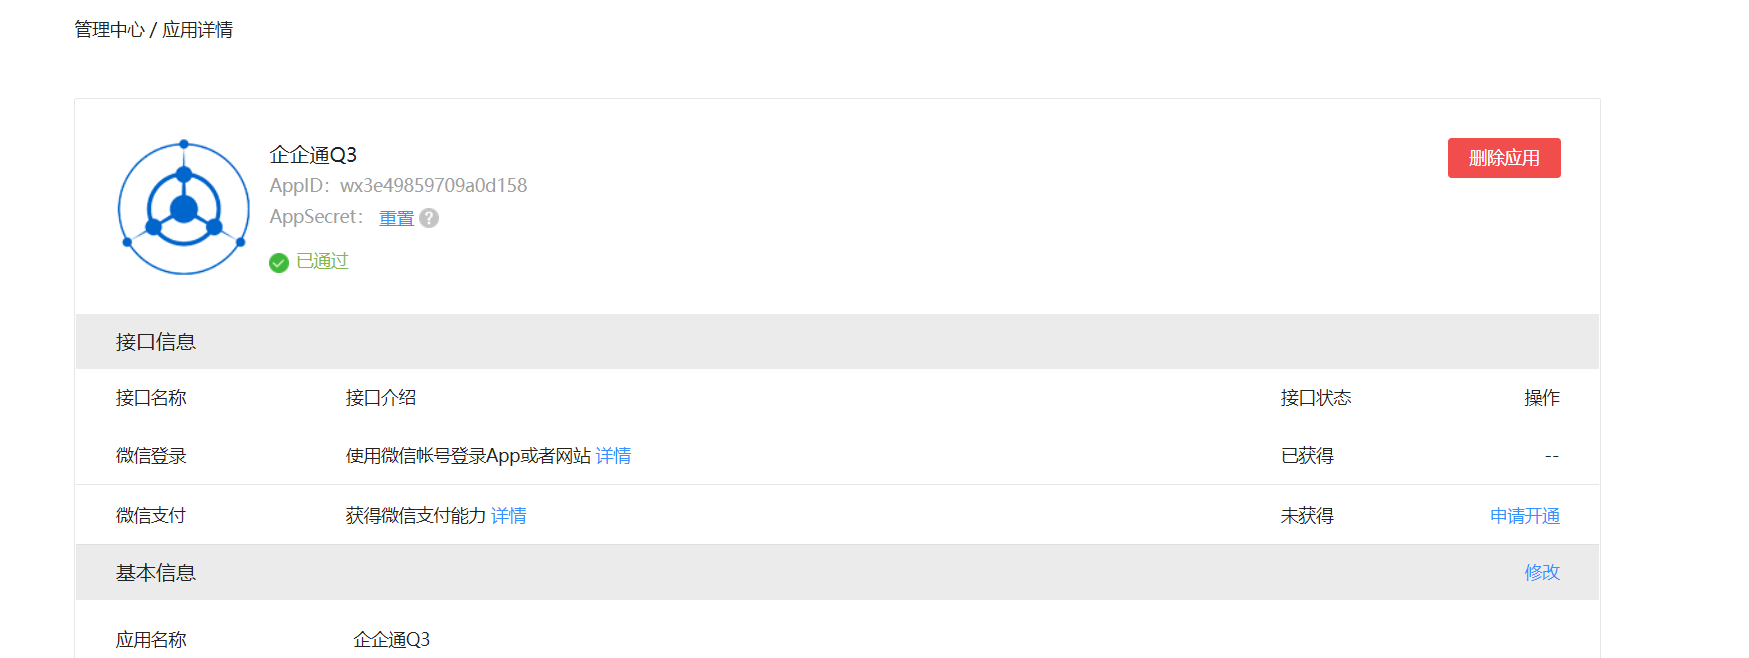 管理中心 / 应用详情
企企通Q3
删除应用
AppID：wx3e49859709a0d158
AppSecret： 重置 ?
已通过
接口信息
接口名称 接口介绍 接口状态 操作
微信登录 使用微信帐号登录App或者网站 详情 已获得 --
微信支付 获得微信支付能力 详情 未获得 申请开通
基本信息 修改
应用名称 企企通Q3